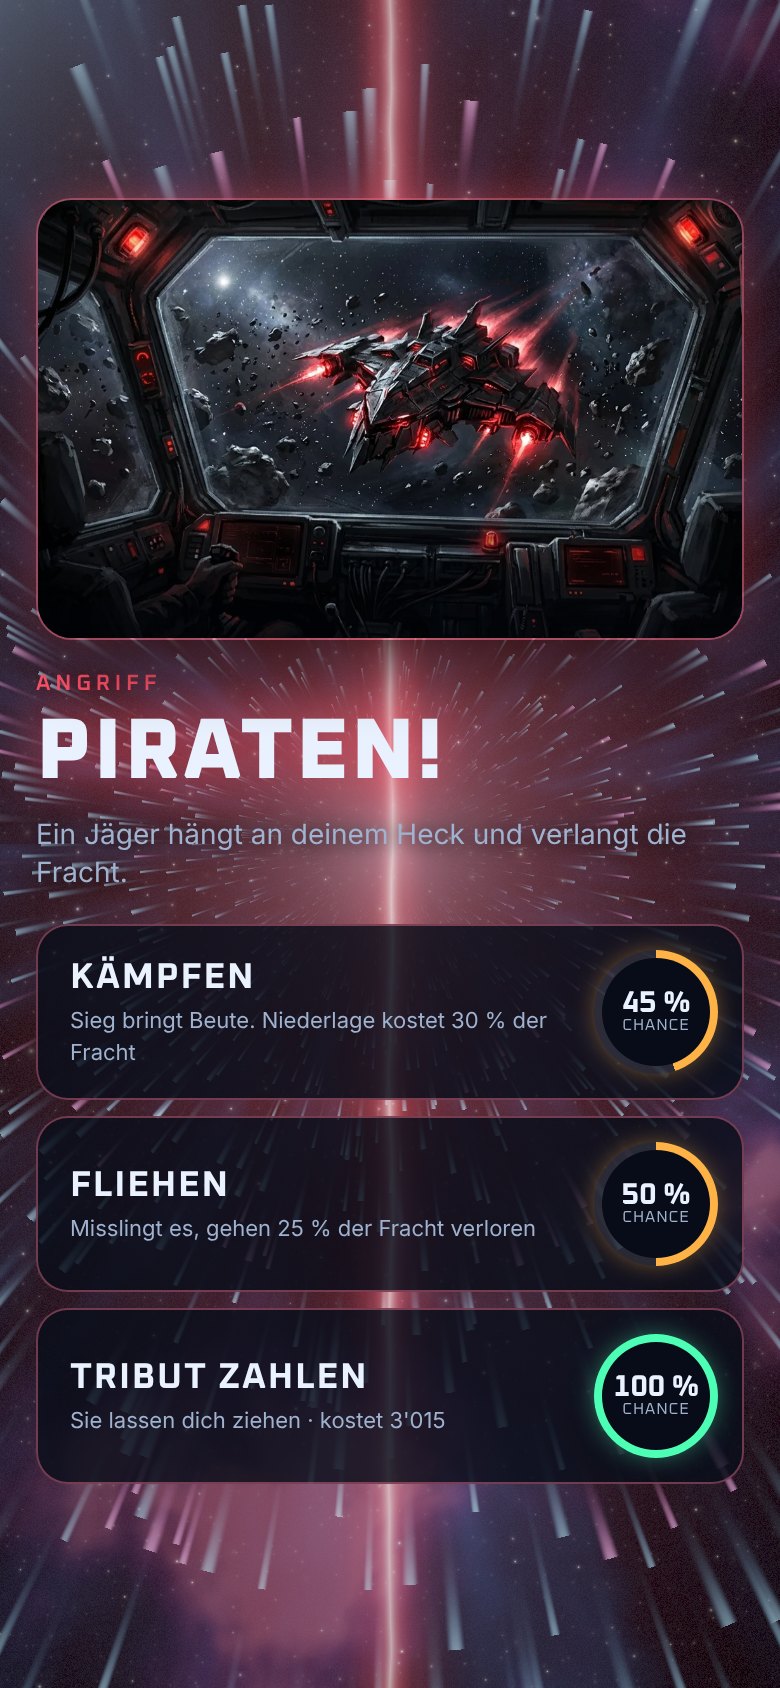 ANGRIFF
PIRATEN!
Ein Jäger hängt an deinem Heck und verlangt die
Fracht.
KÄMPFEN
Sieg bringt Beute. Niederlage kostet 30 % der
Fracht
45 %
CHANCE
FLIEHEN
Misslingt es, gehen 25 % der Fracht verloren
50 %
CHANCE
TRIBUT ZAHLEN
Sie lassen dich ziehen · kostet 3'015
100 %
CHANCE